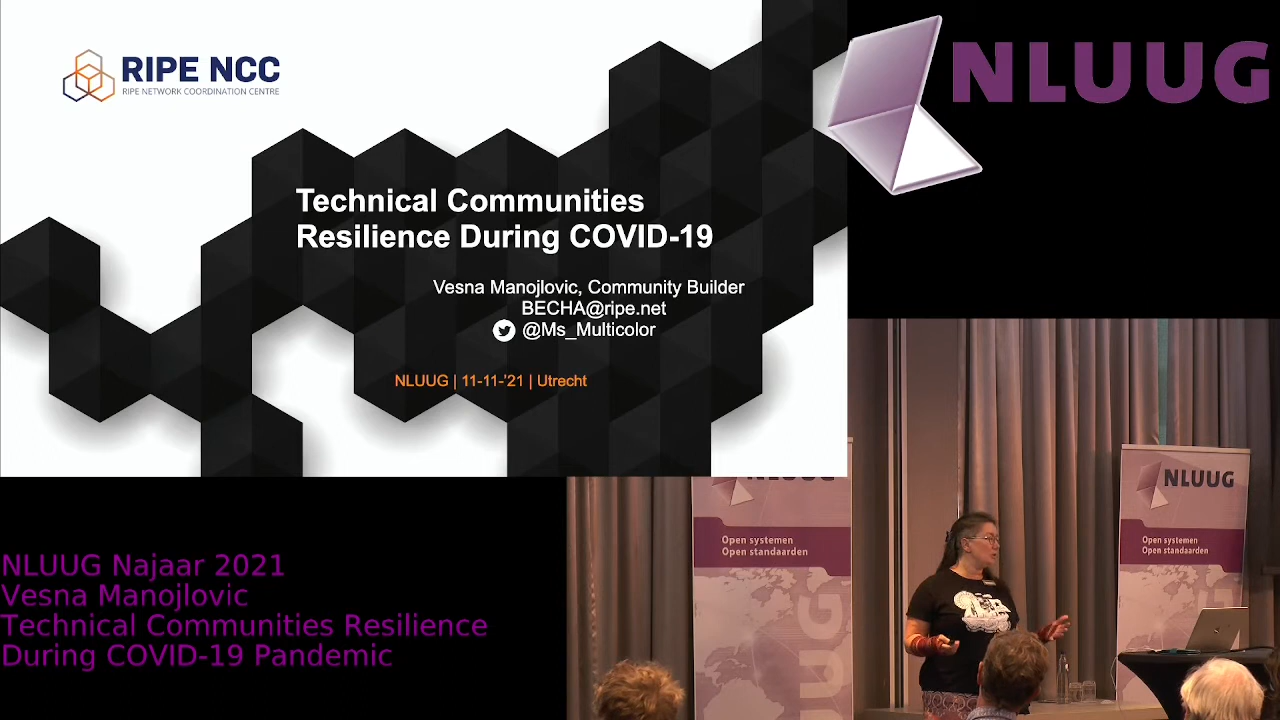 RIPE NCC
RIPE NETWORK COORDINATION CENTRE
Technical Communities
Resilience During COVID-19
Vesna Manojlovic, Community Builder
BECHA@ripe.net
@Ms_Multicolor
NLUUG | 11-11-'21 | Utrecht
NLUUG
NLUUG
Open systemen
Open standaarden
NLUUG
NLUUG
Open systemen
Open standaarden
NLUUG Najaar 2021
Vesna Manojlovic
Technical Communities Resilience
During COVID-19 Pandemic